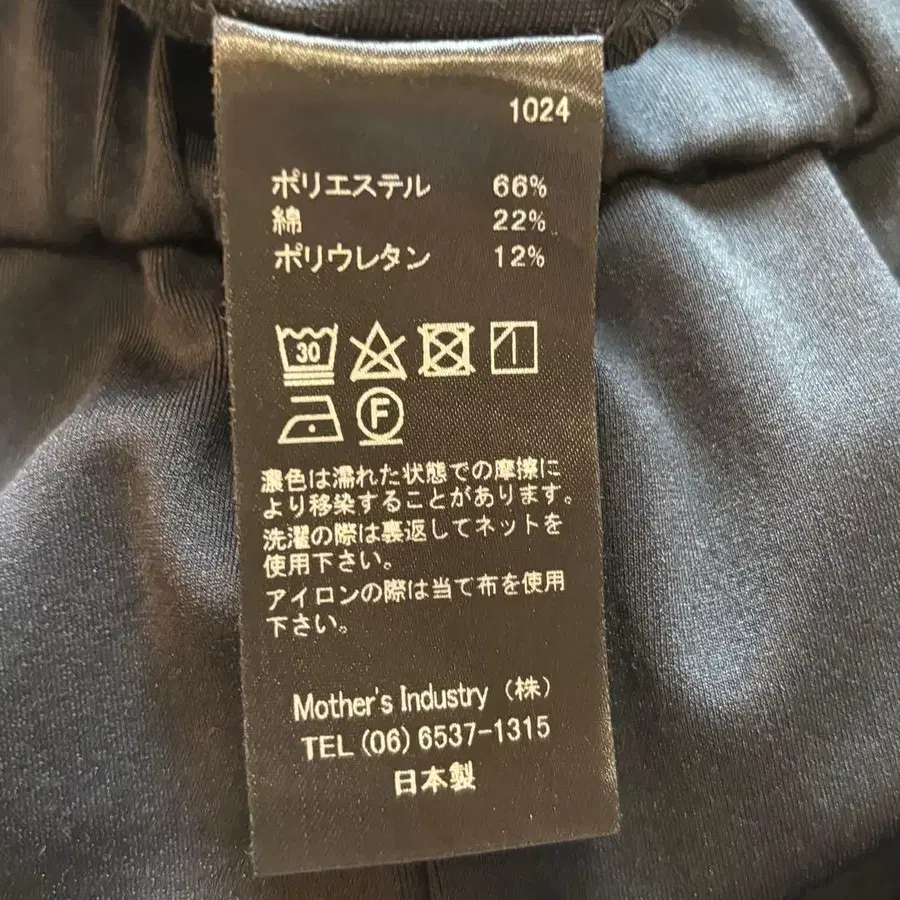 1024
ポリエステル 66%
綿 22%
ポリウレタン 12%
30
F
濃色は濡れた状態での摩擦に
より移染することがあります。
洗濯の際は裏返してネットを
使用下さい。
アイロンの際は当て布を使用
下さい。
Mother's Industry（株）
TEL(06)6537-1315
日本製